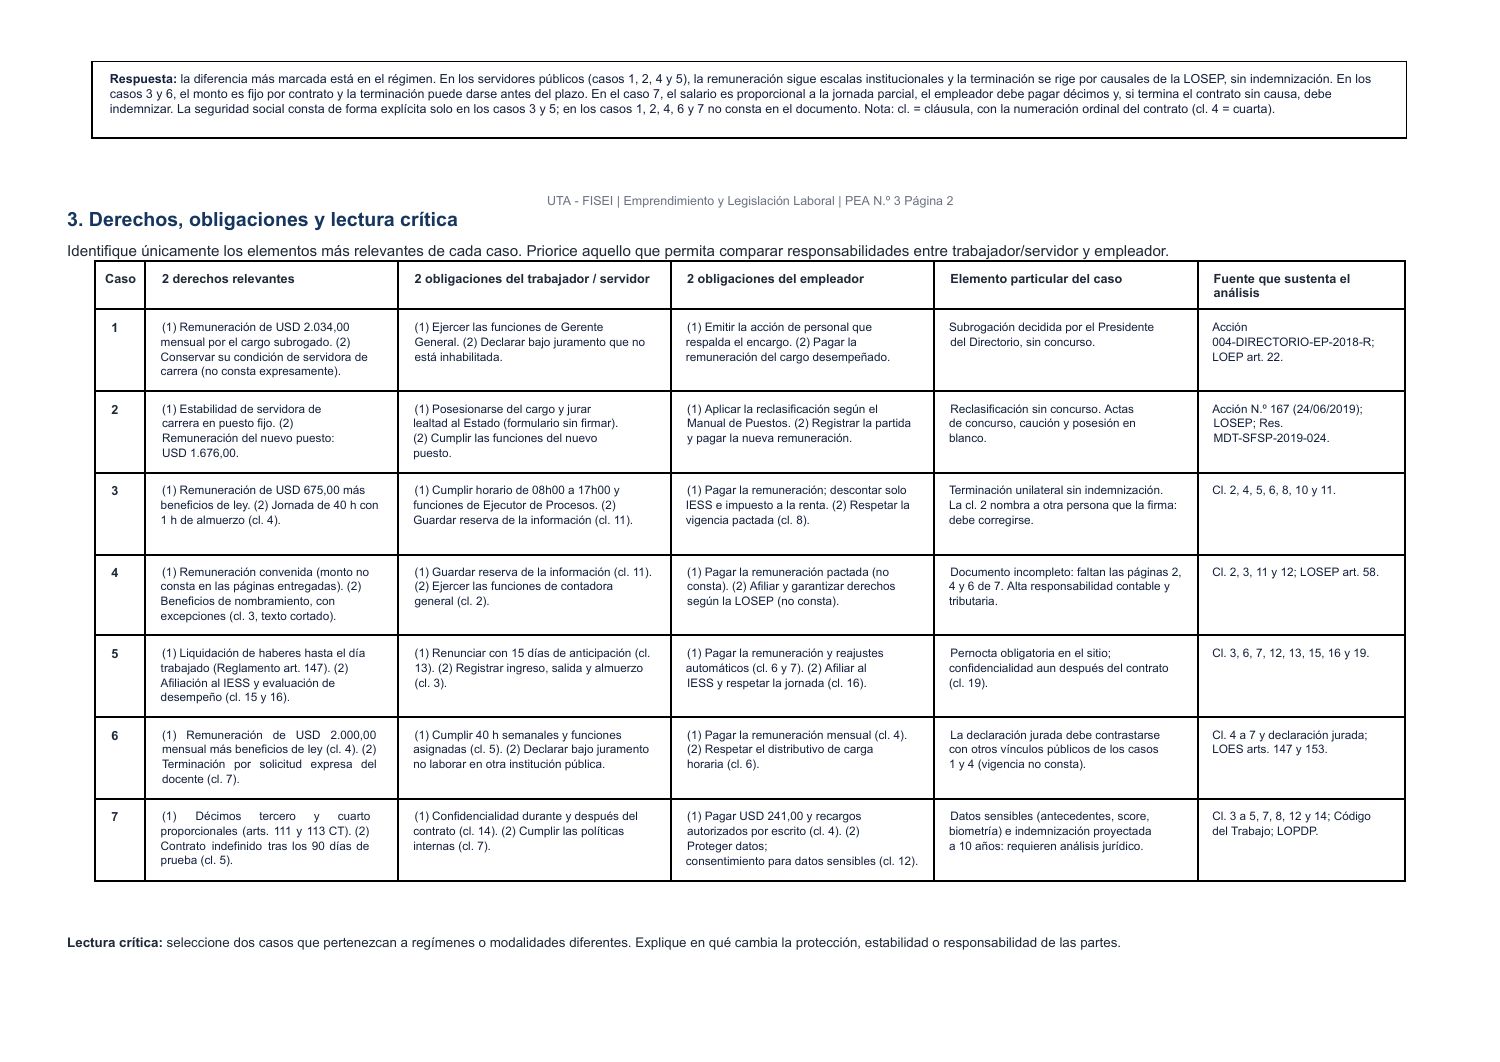 Respuesta: la diferencia más marcada está en el régimen. En los servidores públicos (casos 1, 2, 4 y 5), la remuneración sigue escalas institucionales y la terminación se rige por causales de la LOSEP, sin indemnización. En los
casos 3 y 6, el monto es fijo por contrato y la terminación puede darse antes del plazo. En el caso 7, el salario es proporcional a la jornada parcial, el empleador debe pagar décimos y, si termina el contrato sin causa, debe
indemnizar. La seguridad social consta de forma explícita solo en los casos 3 y 5; en los casos 1, 2, 4, 6 y 7 no consta en el documento. Nota: cl. = cláusula, con la numeración ordinal del contrato (cl. 4 = cuarta).
UTA - FISEI | Emprendimiento y Legislación Laboral | PEA N.º 3 Página 2
3. Derechos, obligaciones y lectura crítica
Identifique únicamente los elementos más relevantes de cada caso. Priorice aquello que permita comparar responsabilidades entre trabajador/servidor y empleador.
Caso
2 derechos relevantes
2 obligaciones del trabajador / servidor
2 obligaciones del empleador
Elemento particular del caso
Fuente que sustenta el
análisis
1
(1) Remuneración de USD 2.034,00
mensual por el cargo subrogado. (2)
Conservar su condición de servidora de
carrera (no consta expresamente).
(1) Ejercer las funciones de Gerente
General. (2) Declarar bajo juramento que no
está inhabilitada.
(1) Emitir la acción de personal que
respalda el encargo. (2) Pagar la
remuneración del cargo desempeñado.
Subrogación decidida por el Presidente
del Directorio, sin concurso.
Acción
004-DIRECTORIO-EP-2018-R;
LOEP art. 22.
2
(1) Estabilidad de servidora de
carrera en puesto fijo. (2)
Remuneración del nuevo puesto:
USD 1.676,00.
(1) Posesionarse del cargo y jurar
lealtad al Estado (formulario sin firmar).
(2) Cumplir las funciones del nuevo
puesto.
(1) Aplicar la reclasificación según el
Manual de Puestos. (2) Registrar la partida
y pagar la nueva remuneración.
Reclasificación sin concurso. Actas
de concurso, caución y posesión en
blanco.
Acción N.º 167 (24/06/2019);
LOSEP; Res.
MDT-SFSP-2019-024.
3
(1) Remuneración de USD 675,00 más
beneficios de ley. (2) Jornada de 40 h con
1 h de almuerzo (cl. 4).
(1) Cumplir horario de 08h00 a 17h00 y
funciones de Ejecutor de Procesos. (2)
Guardar reserva de la información (cl. 11).
(1) Pagar la remuneración; descontar solo
IESS e impuesto a la renta. (2) Respetar la
vigencia pactada (cl. 8).
Terminación unilateral sin indemnización.
La cl. 2 nombra a otra persona que la firma:
debe corregirse.
Cl. 2, 4, 5, 6, 8, 10 y 11.
4
(1) Remuneración convenida (monto no
consta en las páginas entregadas). (2)
Beneficios de nombramiento, con
excepciones (cl. 3, texto cortado).
(1) Guardar reserva de la información (cl. 11).
(2) Ejercer las funciones de contadora
general (cl. 2).
(1) Pagar la remuneración pactada (no
consta). (2) Afiliar y garantizar derechos
según la LOSEP (no consta).
Documento incompleto: faltan las páginas 2,
4 y 6 de 7. Alta responsabilidad contable y
tributaria.
Cl. 2, 3, 11 y 12; LOSEP art. 58.
5
(1) Liquidación de haberes hasta el día
trabajado (Reglamento art. 147). (2)
Afiliación al IESS y evaluación de
desempeño (cl. 15 y 16).
(1) Renunciar con 15 días de anticipación (cl.
13). (2) Registrar ingreso, salida y almuerzo
(cl. 3).
(1) Pagar la remuneración y reajustes
automáticos (cl. 6 y 7). (2) Afiliar al
IESS y respetar la jornada (cl. 16).
Pernocta obligatoria en el sitio;
confidencialidad aun después del contrato
(cl. 19).
Cl. 3, 6, 7, 12, 13, 15, 16 y 19.
6
(1) Remuneración de USD 2.000,00
mensual más beneficios de ley (cl. 4). (2)
Terminación por solicitud expresa del
docente (cl. 7).
(1) Cumplir 40 h semanales y funciones
asignadas (cl. 5). (2) Declarar bajo juramento
no laborar en otra institución pública.
(1) Pagar la remuneración mensual (cl. 4).
(2) Respetar el distributivo de carga
horaria (cl. 6).
La declaración jurada debe contrastarse
con otros vínculos públicos de los casos
1 y 4 (vigencia no consta).
Cl. 4 a 7 y declaración jurada;
LOES arts. 147 y 153.
7
(1) Décimos tercero y cuarto
proporcionales (arts. 111 y 113 CT). (2)
Contrato indefinido tras los 90 días de
prueba (cl. 5).
(1) Confidencialidad durante y después del
contrato (cl. 14). (2) Cumplir las políticas
internas (cl. 7).
(1) Pagar USD 241,00 y recargos
autorizados por escrito (cl. 4). (2)
Proteger datos;
consentimiento para datos sensibles (cl. 12).
Datos sensibles (antecedentes, score,
biometría) e indemnización proyectada
a 10 años: requieren análisis jurídico.
Cl. 3 a 5, 7, 8, 12 y 14; Código
del Trabajo; LOPDP.
Lectura crítica: seleccione dos casos que pertenezcan a regímenes o modalidades diferentes. Explique en qué cambia la protección, estabilidad o responsabilidad de las partes.